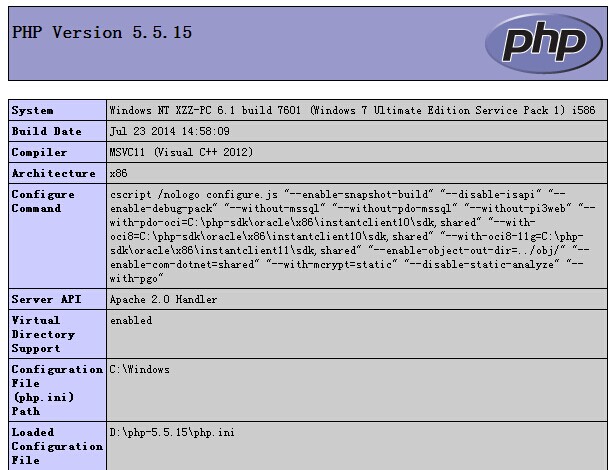 PHP Version 5.5.15
php
System
Windows NT XZZ-PC 6.1 build 7601 (Windows 7 Ultimate Edition Service Pack 1) i586
Build Date
Jul 23 2014 14:58:09
Compiler
MSVC11 (Visual C++ 2012)
Architecture
x86
Configure
Command
cscript /nologo configure.js "--enable-snapshot-build" "--disable-isapi" "--
enable-debug-pack" "--without-mssql" "--without-pdo-mssql" "--without-pi3web" "--
with-pdo-oci=C:\php-sdk\oracle\x86\instantclient10\sdk,shared" "--with-
oci8=C:\php-sdk\oracle\x86\instantclient10\sdk,shared" "--with-oci8-11g=C:\php-
sdk\oracle\x86\instantclient11\sdk,shared" "--enable-object-out-dir=../obj/" "--
enable-com-dotnet=shared" "--with-mcrypt=static" "--disable-static-analyze" "--
with-pgo"
Server API
Apache 2.0 Handler
Virtual
Directory
Support
enabled
Configuration
File
(php.ini)
Path
C:\Windows
Loaded
Configuration
File
D:\php-5.5.15\php.ini